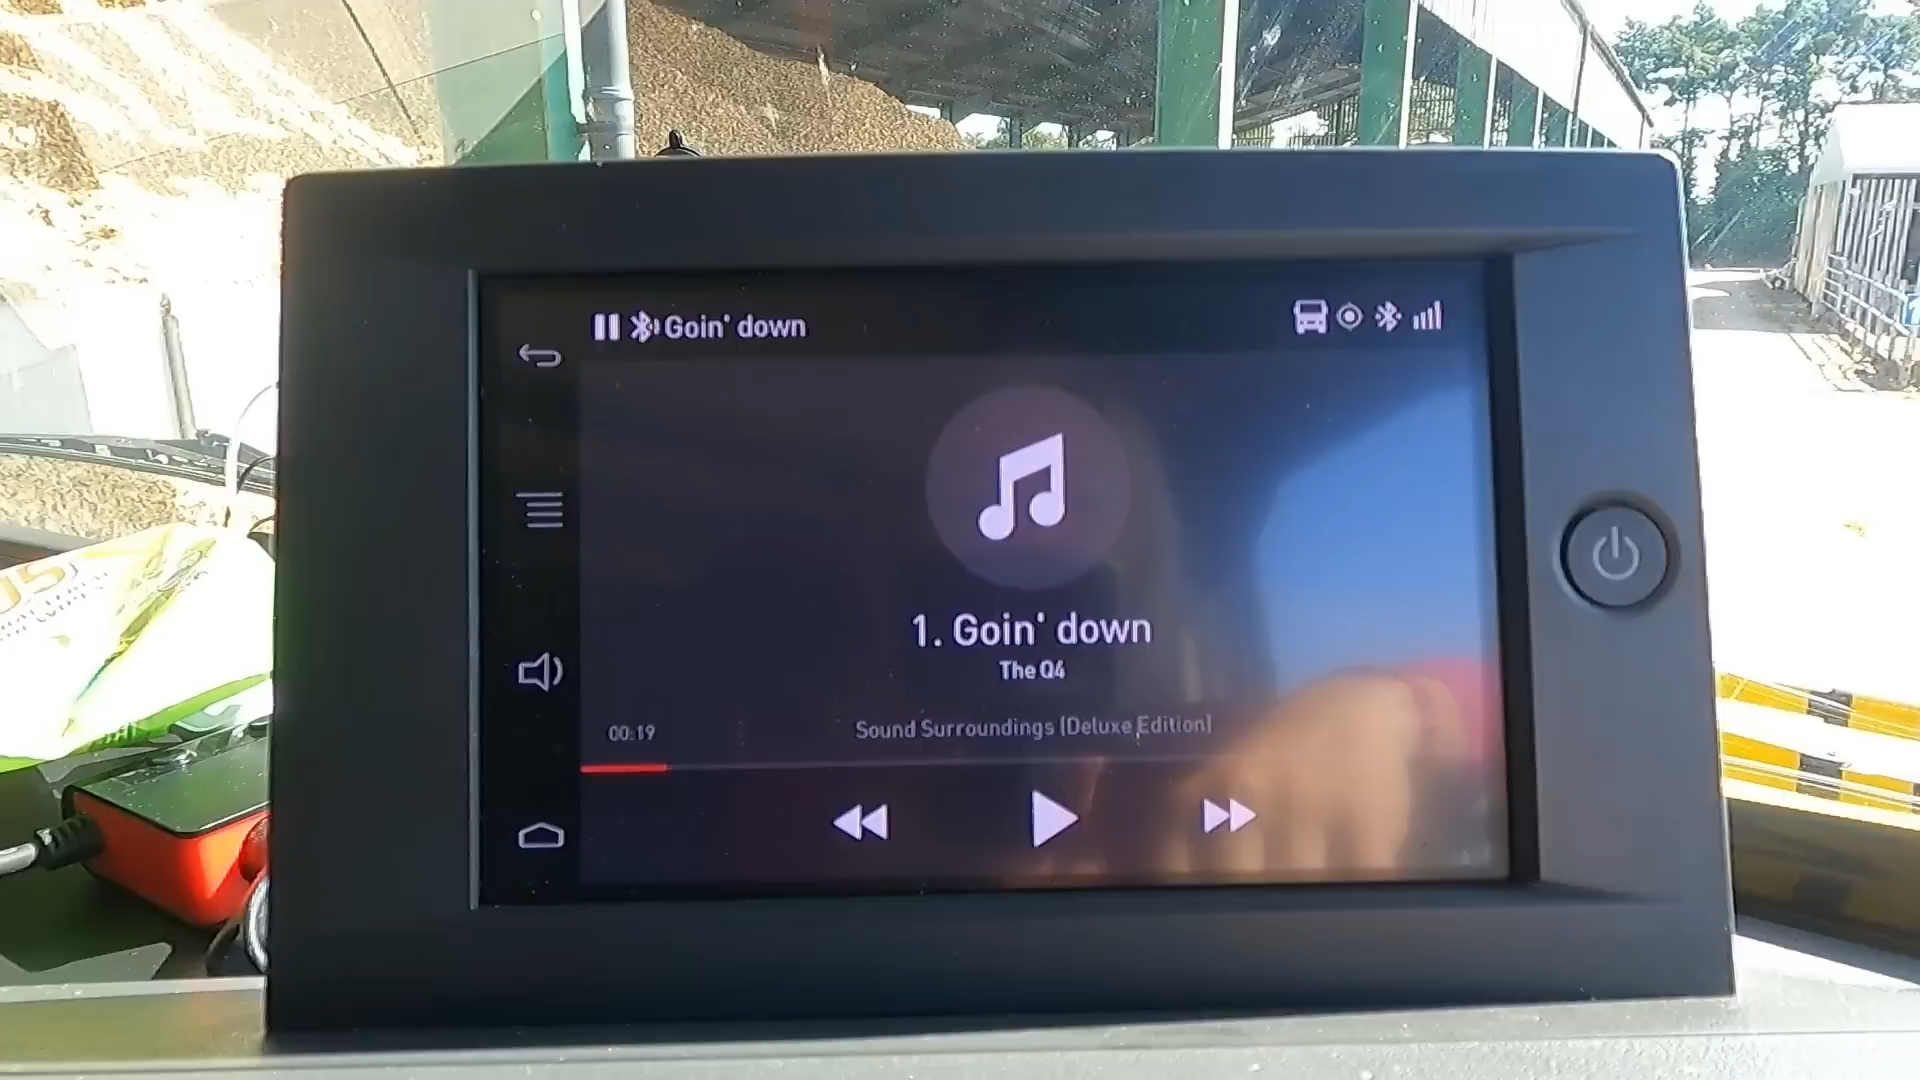 Goin' down
1. Goin' down
The Q4
00:19
Sound Surroundings (Deluxe Edition)